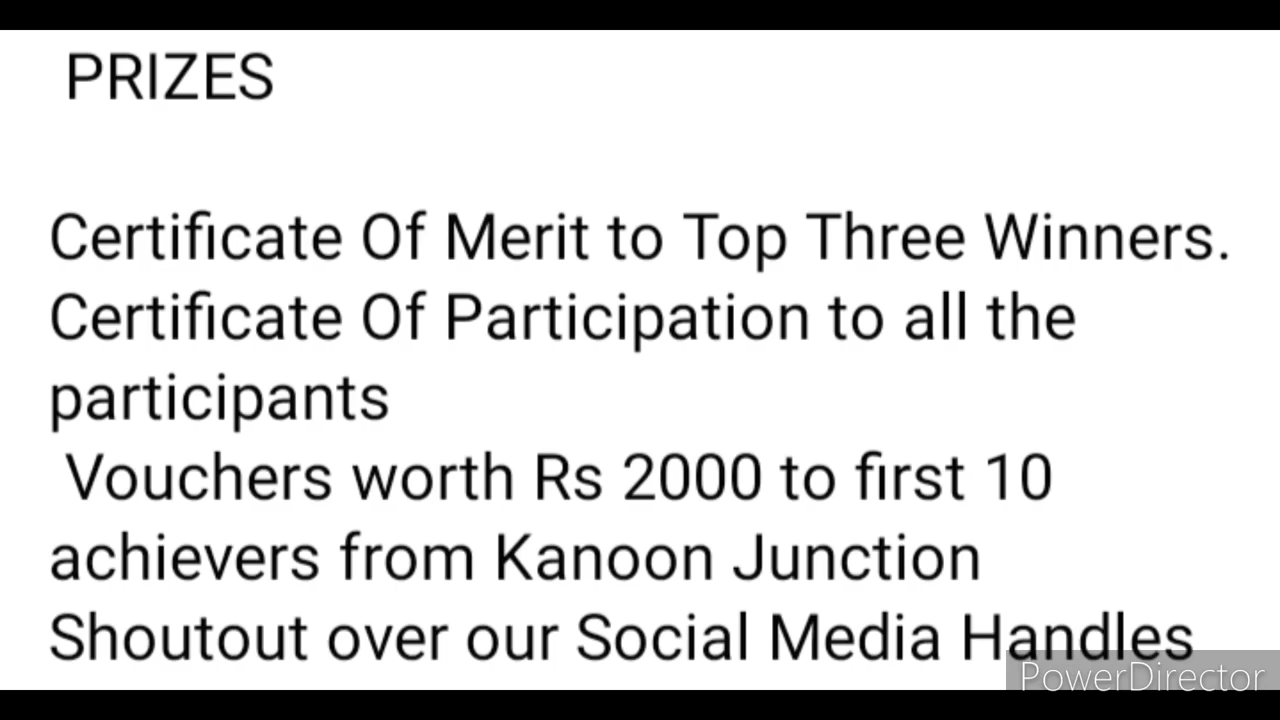 PRIZES
Certificate Of Merit to Top Three Winners.
Certificate Of Participation to all the
participants
Vouchers worth Rs 2000 to first 10
achievers from Kanoon Junction
Shoutout over our Social Media Handles
PowerDirector